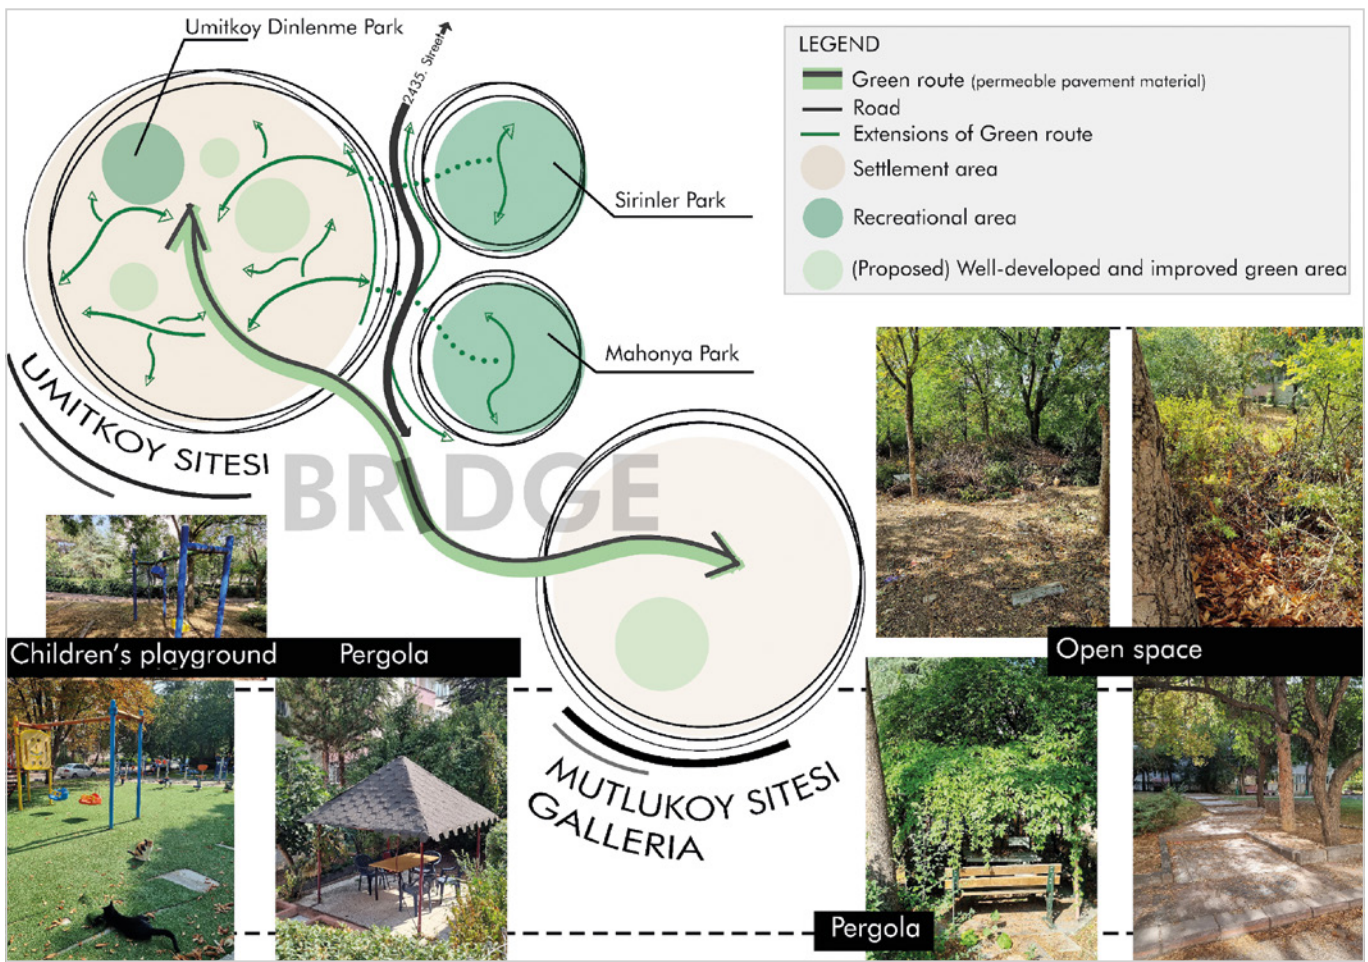 Umitkoy Dinlenme Park
2435. Street
LEGEND
Green route (permeable pavement material)
Road
Extensions of Green route
Settlement area
Recreational area
(Proposed) Well-developed and improved green area
Sirinler Park
Mahonya Park
UMITKOY SITESI
BRIDGE
Children's playground
Pergola
Open space
MUTLUKOY SITESI
GALLERIA
Pergola